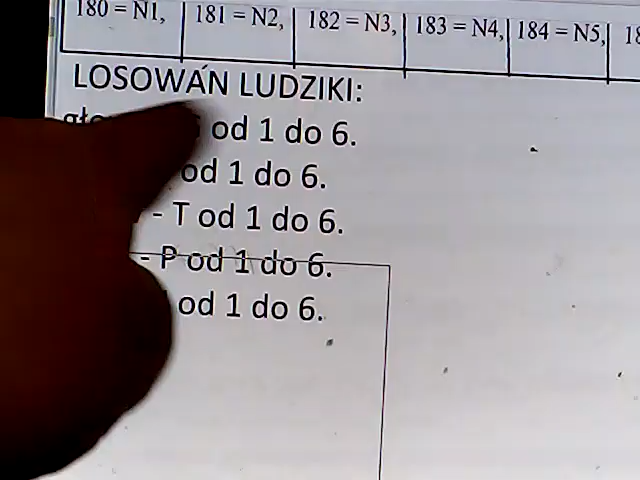 180 = N1, 181 = N2, 182 = N3, 183 = N4, 184 = N5,
LOSOWAŃ LUDZIKI:
od 1 do 6.
od 1 do 6.
- T od 1 do 6.
- P od 1 do 6.
od 1 do 6.